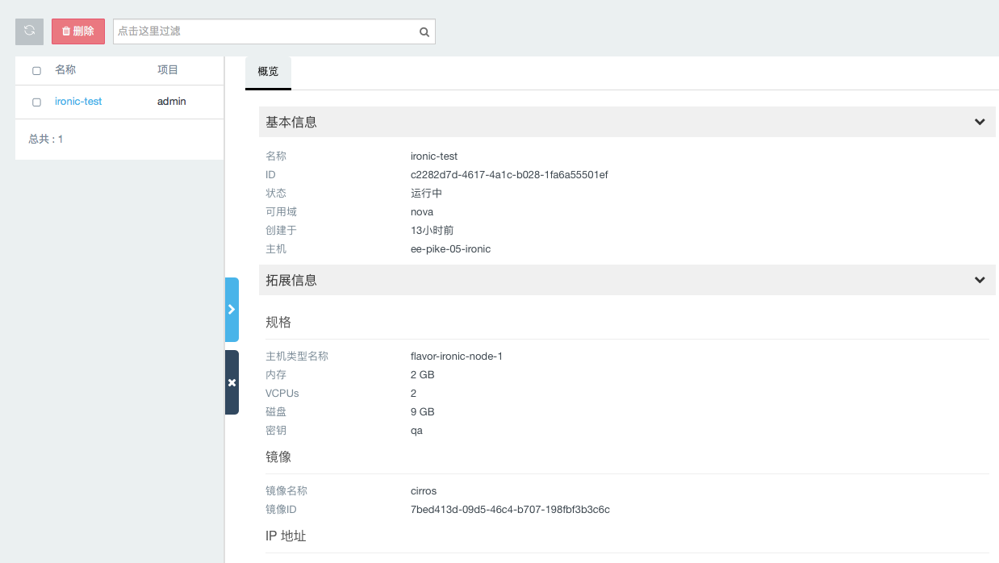 删除
点击这里过滤
名称 项目
ironic-test admin
总共 : 1
概览
基本信息
名称 ironic-test
ID c2282d7d-4617-4a1c-b028-1fa6a55501ef
状态 运行中
可用域 nova
创建于 13小时前
主机 ee-pike-05-ironic
拓展信息
规格
主机类型名称 flavor-ironic-node-1
内存 2 GB
VCPUs 2
磁盘 9 GB
密钥 qa
镜像
镜像名称 cirros
镜像ID 7bed413d-09d5-46c4-b707-198fbf3b3c6c
IP 地址